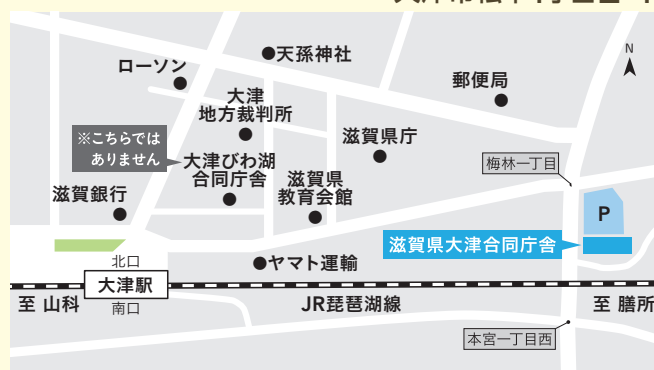 N
●天孫神社
ローソン
郵便局
大津
地方裁判所
※こちらでは
ありません
滋賀県庁
大津びわ湖
合同庁舎
梅林一丁目
滋賀県
教育会館
滋賀銀行
P
滋賀県大津合同庁舎
北口
●ヤマト運輸
大津駅
至 山科
南口
JR琵琶湖線
至 膳所
本宮一丁目西